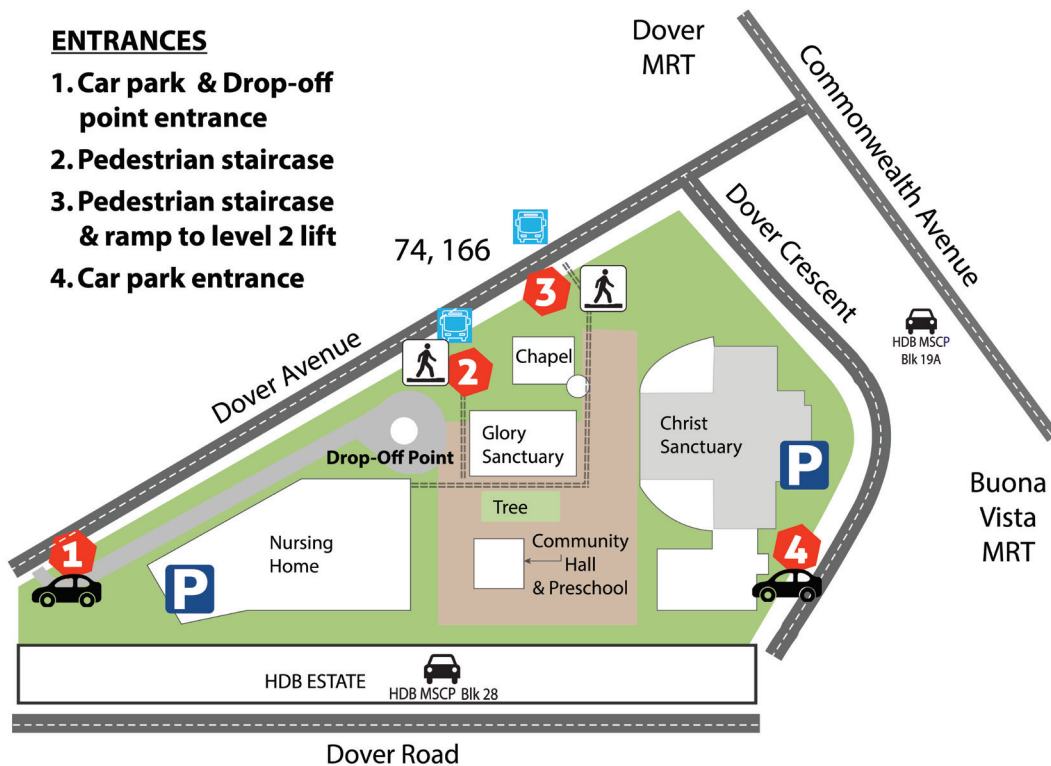 ENTRANCES
1. Car park & Drop-off
point entrance
2. Pedestrian staircase
3. Pedestrian staircase
& ramp to level 2 lift
4. Car park entrance
Dover
MRT
Commonwealth Avenue
Dover Crescent
74, 166
Dover Avenue
3
2
Chapel
HDB MSCP
Blk 19A
Glory
Sanctuary
Christ
Sanctuary
Drop-Off Point
P
Buona
Vista
MRT
Tree
1
Nursing
Home
Community
Hall
& Preschool
4
P
HDB ESTATE
HDB MSCP Blk 28
Dover Road